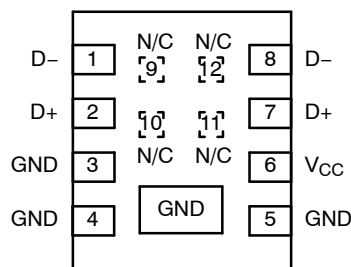 N/C N/C
D− 1 9 12 8 D−
D+ 2 10 11 7 D+
GND 3 N/C N/C 6 VCC
GND 4 GND 5 GND